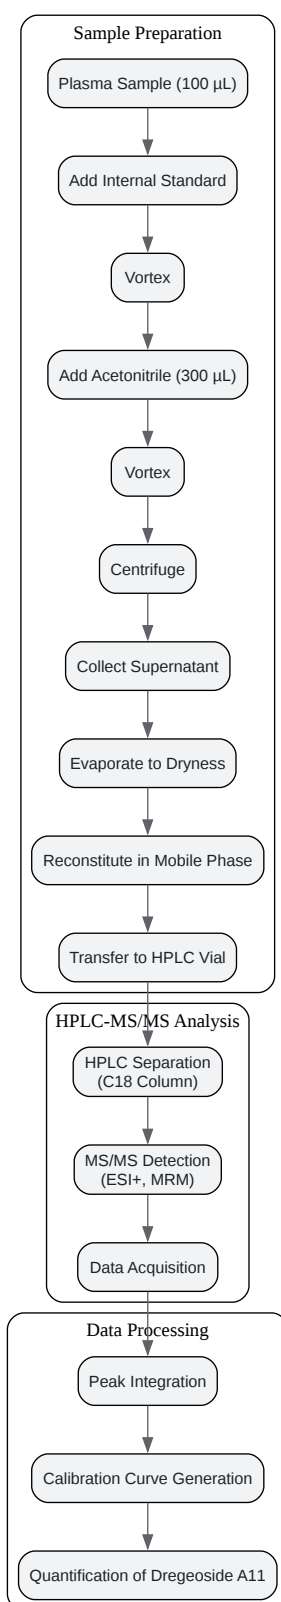 Sample Preparation
Plasma Sample (100 µL)
Add Internal Standard
Vortex
Add Acetonitrile (300 µL)
Vortex
Centrifuge
Collect Supernatant
Evaporate to Dryness
Reconstitute in Mobile Phase
Transfer to HPLC Vial
HPLC-MS/MS Analysis
HPLC Separation
(C18 Column)
MS/MS Detection
(ESI+, MRM)
Data Acquisition
Data Processing
Peak Integration
Calibration Curve Generation
Quantification of Dregeoside A11